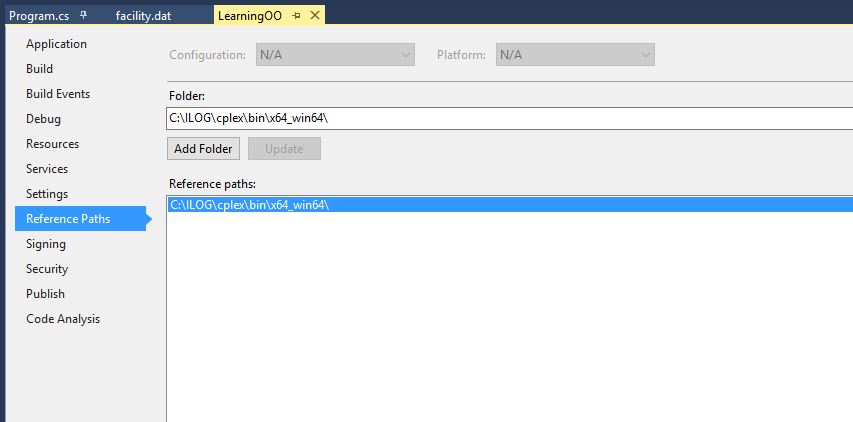 Program.cs facility.dat LearningOO
Application
Configuration: N/A Platform: N/A
Build
Build Events
Folder:
Debug
C:\ILOG\cplex\bin\x64_win64\
Resources
Add Folder Update
Services
Reference paths:
Settings
C:\ILOG\cplex\bin\x64_win64\
Reference Paths
Signing
Security
Publish
Code Analysis